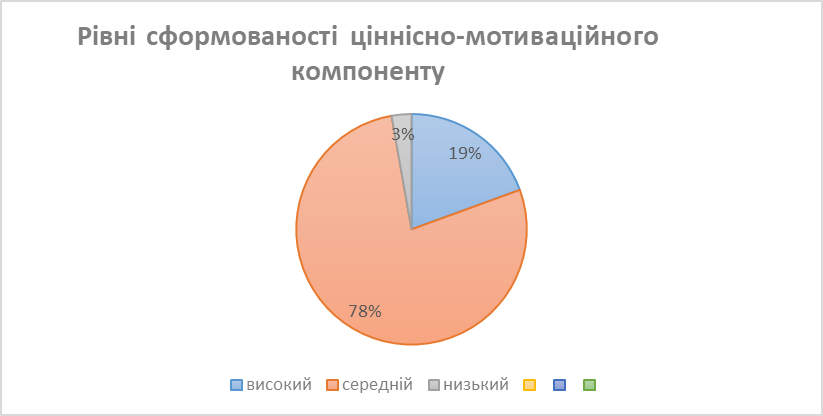 Рівні сформованості ціннісно-мотиваційного
компоненту
3%
19%
78%
високий середній низький